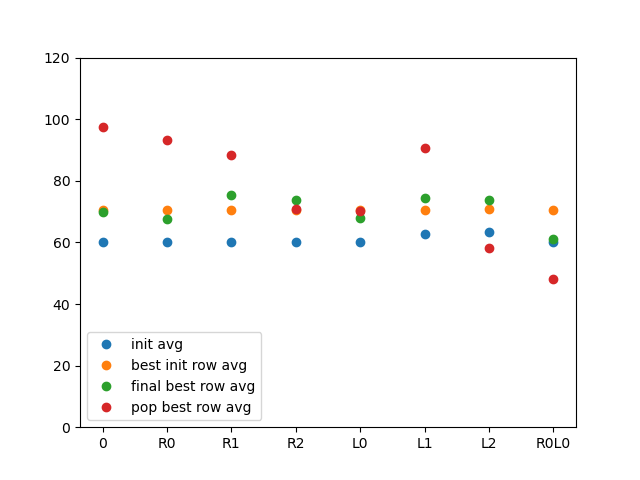 120
100
80
60
40
20
0
init avg
best init row avg
final best row avg
pop best row avg
0 R0 R1 R2 L0 L1 L2 R0L0